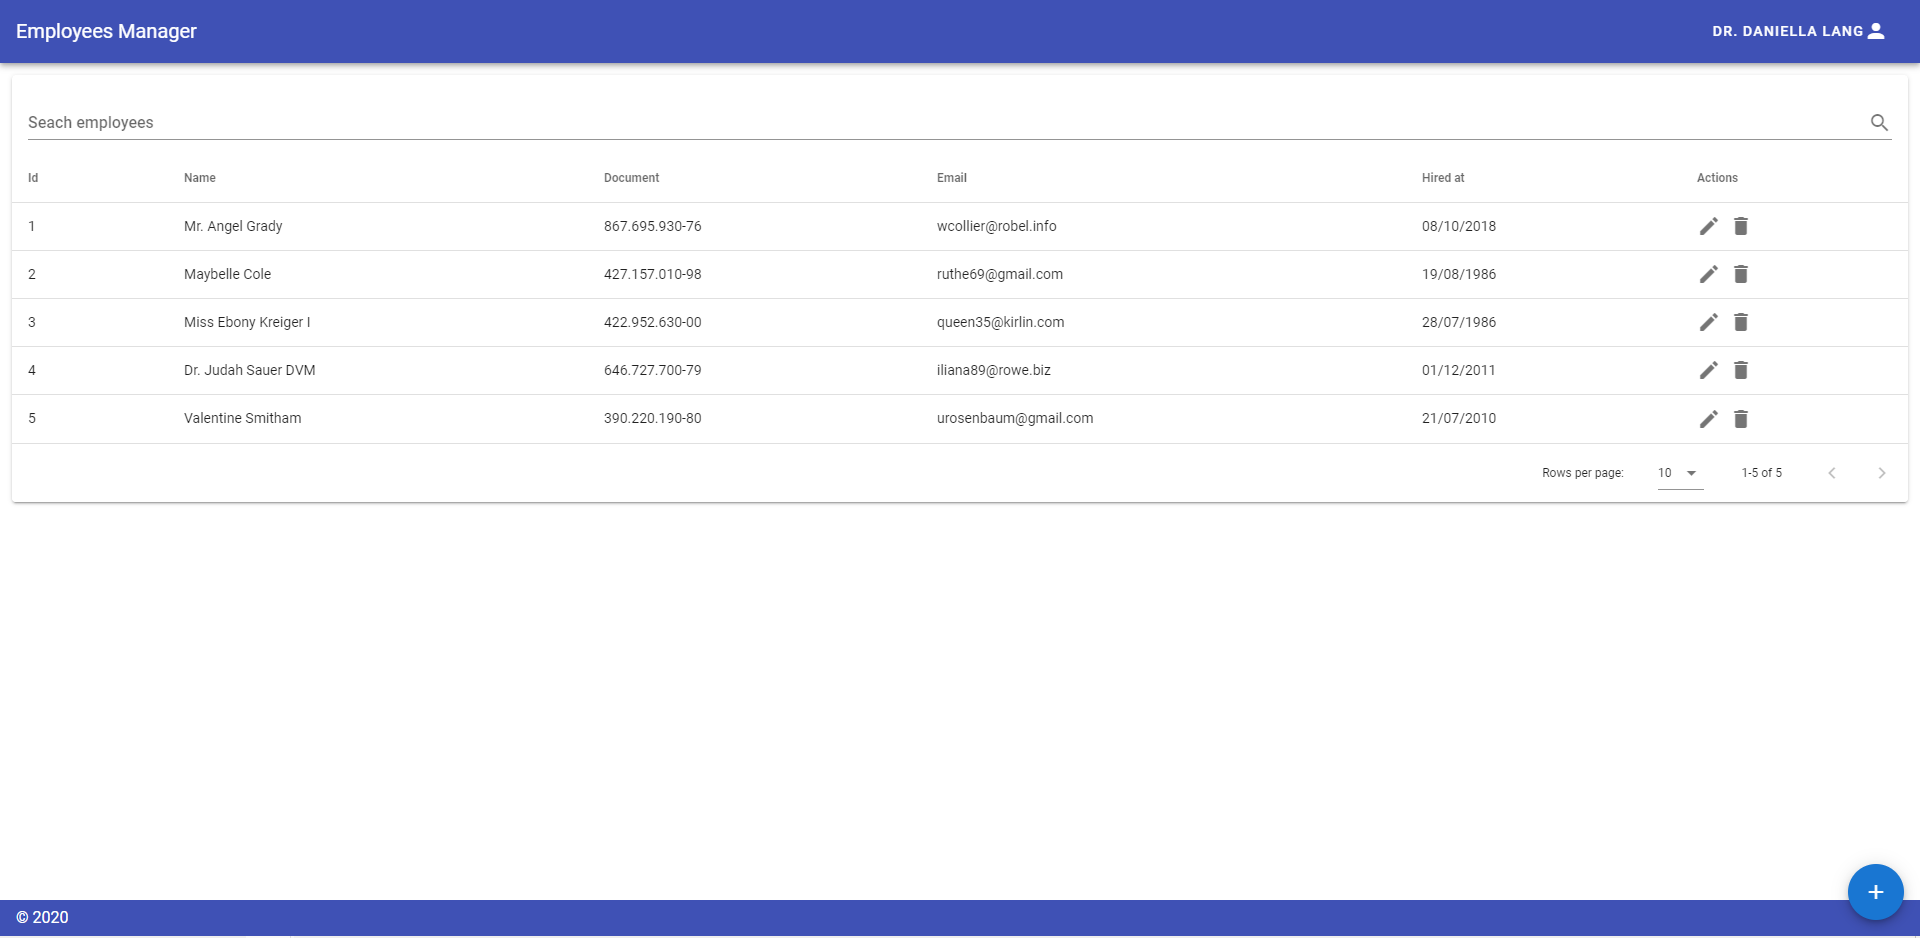 Employees Manager
DR. DANIELLA LANG
Seach employees
Id Name Document Email Hired at Actions
1 Mr. Angel Grady 867.695.930-76 wcollier@robel.info 08/10/2018
2 Maybelle Cole 427.157.010-98 ruthe69@gmail.com 19/08/1986
3 Miss Ebony Kreiger I 422.952.630-00 queen35@kirlin.com 28/07/1986
4 Dr. Judah Sauer DVM 646.727.700-79 iliana89@rowe.biz 01/12/2011
5 Valentine Smitham 390.220.190-80 urosenbaum@gmail.com 21/07/2010
Rows per page: 10 1-5 of 5
© 2020